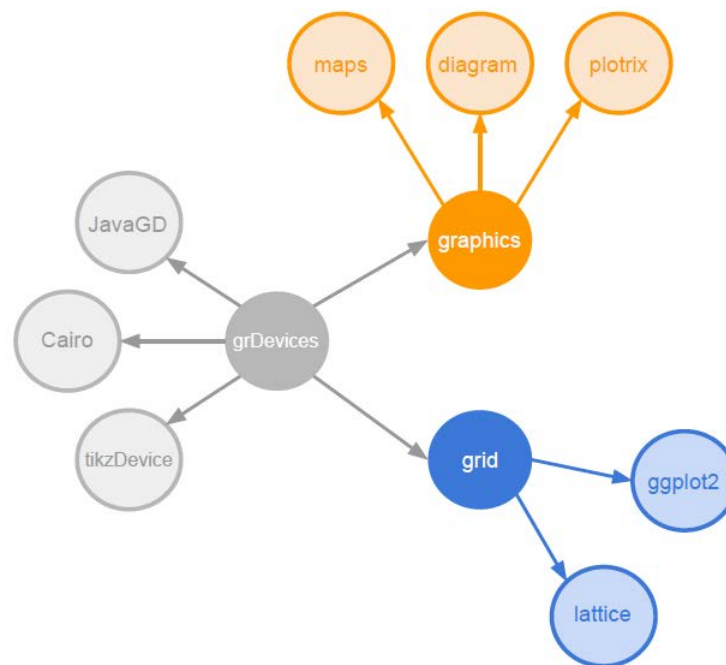 maps
diagram
plotrix
JavaGD
graphics
Cairo
grDevices
tikzDevice
grid
ggplot2
lattice